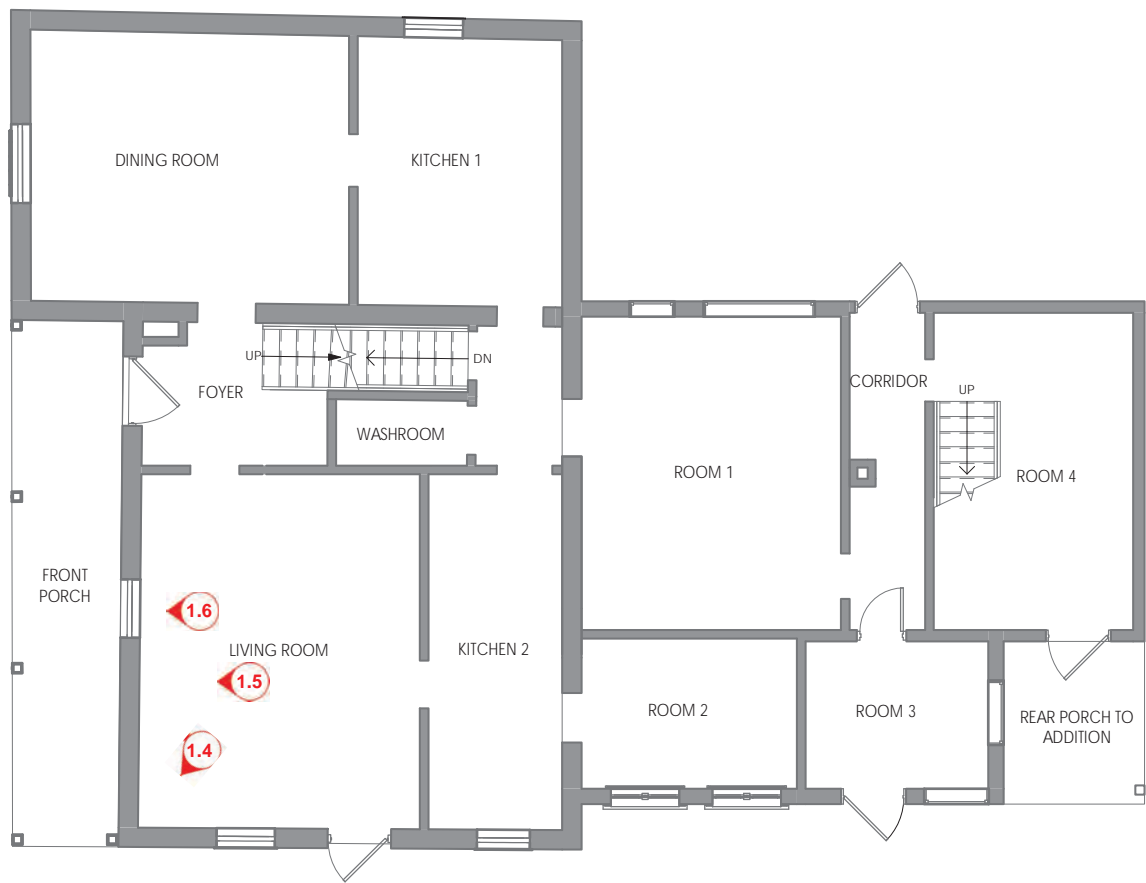 DINING ROOM
KITCHEN 1
UP
DN
FOYER
CORRIDOR
UP
WASHROOM
ROOM 1
ROOM 4
FRONT
PORCH
1.6
LIVING ROOM
KITCHEN 2
1.5
ROOM 2
ROOM 3
REAR PORCH TO
ADDITION
1.4